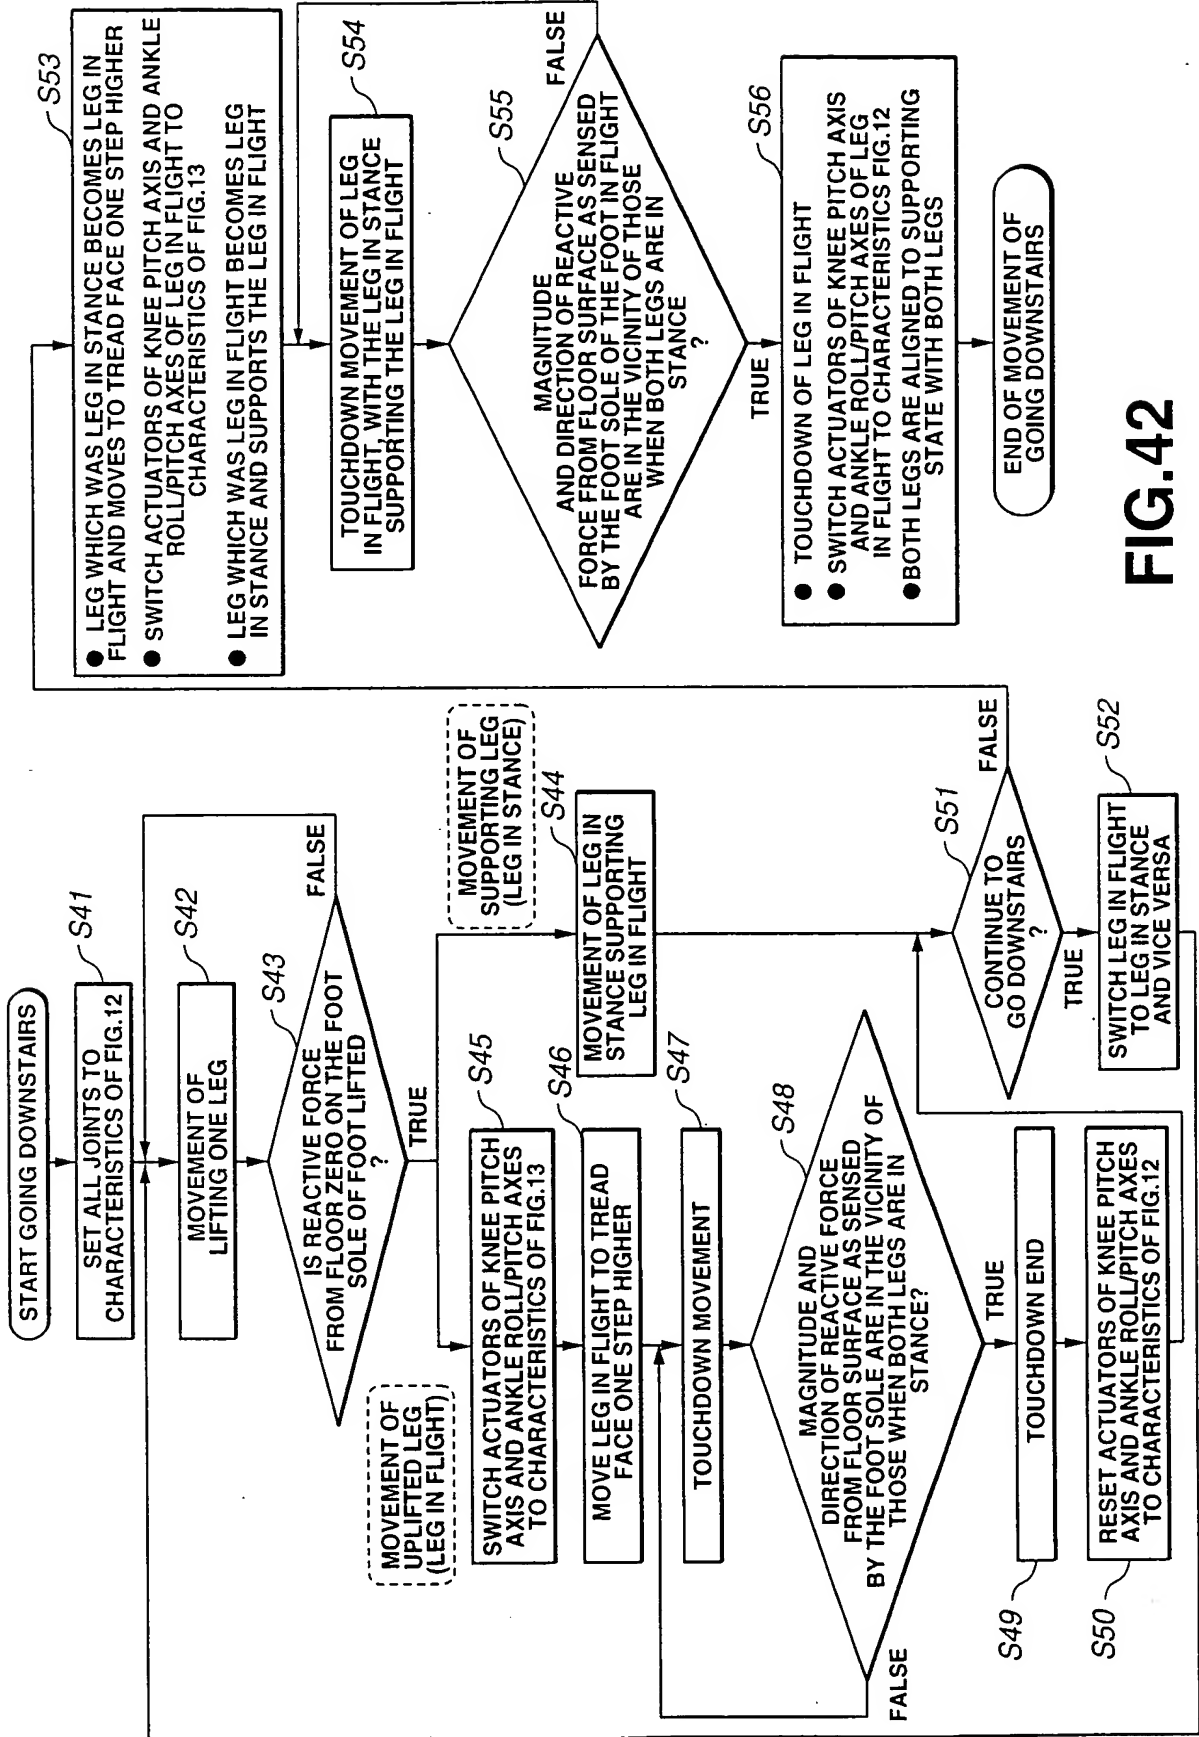 START GOING DOWNSTAIRS
S41
SET ALL JOINTS TO
CHARACTERISTICS OF FIG.12
S42
MOVEMENT OF
LIFTING ONE LEG
S43
IS REACTIVE FORCE
FROM FLOOR ZERO ON THE FOOT
SOLE OF FOOT LIFTED
?
FALSE
TRUE
MOVEMENT OF
UPLIFTED LEG
(LEG IN FLIGHT)
MOVEMENT OF
SUPPORTING LEG
(LEG IN STANCE)
S44
MOVEMENT OF LEG IN
STANCE SUPPORTING
LEG IN FLIGHT
S45
SWITCH ACTUATORS OF KNEE PITCH
AXIS AND ANKLE ROLL/PITCH AXES
TO CHARACTERISTICS OF FIG.13
S46
MOVE LEG IN FLIGHT TO TREAD
FACE ONE STEP HIGHER
S47
TOUCHDOWN MOVEMENT
S48
MAGNITUDE AND
DIRECTION OF REACTIVE FORCE
FROM FLOOR SURFACE AS SENSED
BY THE FOOT SOLE ARE IN THE VICINITY OF
THOSE WHEN BOTH LEGS ARE IN
STANCE?
FALSE
TRUE
S49
TOUCHDOWN END
S50
RESET ACTUATORS OF KNEE PITCH
AXIS AND ANKLE ROLL/PITCH AXES
TO CHARACTERISTICS OF FIG.12
S51
CONTINUE TO
GO DOWNSTAIRS
?
FALSE
TRUE
S52
SWITCH LEG IN FLIGHT
TO LEG IN STANCE
AND VICE VERSA
S53
● LEG WHICH WAS LEG IN STANCE BECOMES LEG IN
FLIGHT AND MOVES TO TREAD FACE ONE STEP HIGHER
● SWITCH ACTUATORS OF KNEE PITCH AXIS AND ANKLE
ROLL/PITCH AXES OF LEG IN FLIGHT TO
CHARACTERISTICS OF FIG.13
● LEG WHICH WAS LEG IN FLIGHT BECOMES LEG
IN STANCE AND SUPPORTS THE LEG IN FLIGHT
S54
TOUCHDOWN MOVEMENT OF LEG
IN FLIGHT, WITH THE LEG IN STANCE
SUPPORTING THE LEG IN FLIGHT
S55
MAGNITUDE
AND DIRECTION OF REACTIVE
FORCE FROM FLOOR SURFACE AS SENSED
BY THE FOOT SOLE OF THE FOOT IN FLIGHT
ARE IN THE VICINITY OF THOSE
WHEN BOTH LEGS ARE IN
STANCE
?
FALSE
TRUE
S56
● TOUCHDOWN OF LEG IN FLIGHT
● SWITCH ACTUATORS OF KNEE PITCH AXIS
AND ANKLE ROLL/PITCH AXES OF LEG
IN FLIGHT TO CHARACTERISTICS FIG.12
● BOTH LEGS ARE ALIGNED TO SUPPORTING
STATE WITH BOTH LEGS
END OF MOVEMENT OF
GOING DOWNSTAIRS
FIG.42